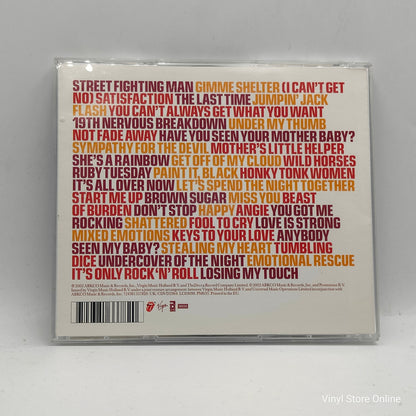 STREET FIGHTING MAN GIMME SHELTER (I CAN'T GET
NO) SATISFACTION THE LAST TIME JUMPIN' JACK
FLASH YOU CAN'T ALWAYS GET WHAT YOU WANT
'19TH NERVOUS BREAKDOWN UNDER MY THUMB
NOT FADE AWAY HAVE YOU SEEN YOUR MOTHER BABY?
SYMPATHY FOR THE DEVIL MOTHER'S LITTLE HELPER
SHE'S A RAINBOW GET OFF OF MY CLOUD WILD HORSES
RUBY TUESDAY PAINT IT, BLACK HONKY TONK WOMEN
IT'S ALL OVER NOW LET'S SPEND THE NIGHT TOGETHER
START ME UP BROWN SUGAR MISS YOU BEAST
OF BURDEN DON'T STOP HAPPY ANGIE YOU GOT ME
ROCKING SHATTERED FOOL TO CRY LOVE IS STRONG
MIXED EMOTIONS KEYS TO YOUR LOVE ANYBODY
SEEN MY BABY? STEALING MY HEART TUMBLING
DICE UNDERCOVER OF THE NIGHT EMOTIONAL RESCUE
IT'S ONLY ROCK 'N' ROLL LOSING MY TOUCH
Virgin
Vinyl Store Online